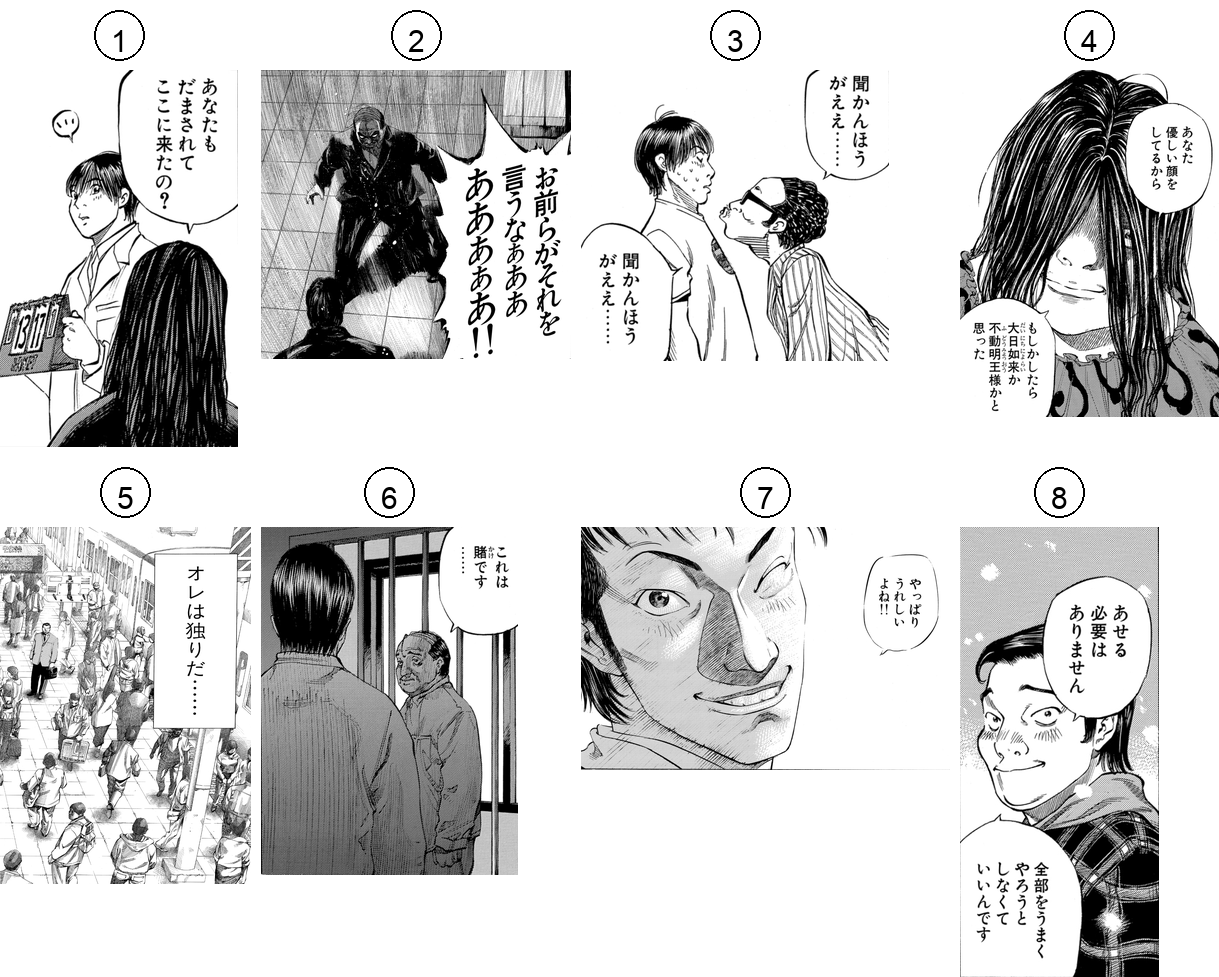 1
あなたも
だまされて
ここに来たの?
13
17
2
お前らがそれを
言うなぁぁぁ
あああああ!!
3
聞かんほう
がええ……
聞かんほう
がええ……
4
あなた
優しい顔を
してるから
もしかしたら
大日如来か
不動明王様かと
思った
5
オレは独りだ……
6
これは
賭です
……
7
やっぱり
うれしい
よね!!
8
あせる
必要は
ありません
全部をうまく
やろうと
しなくて
いいんです